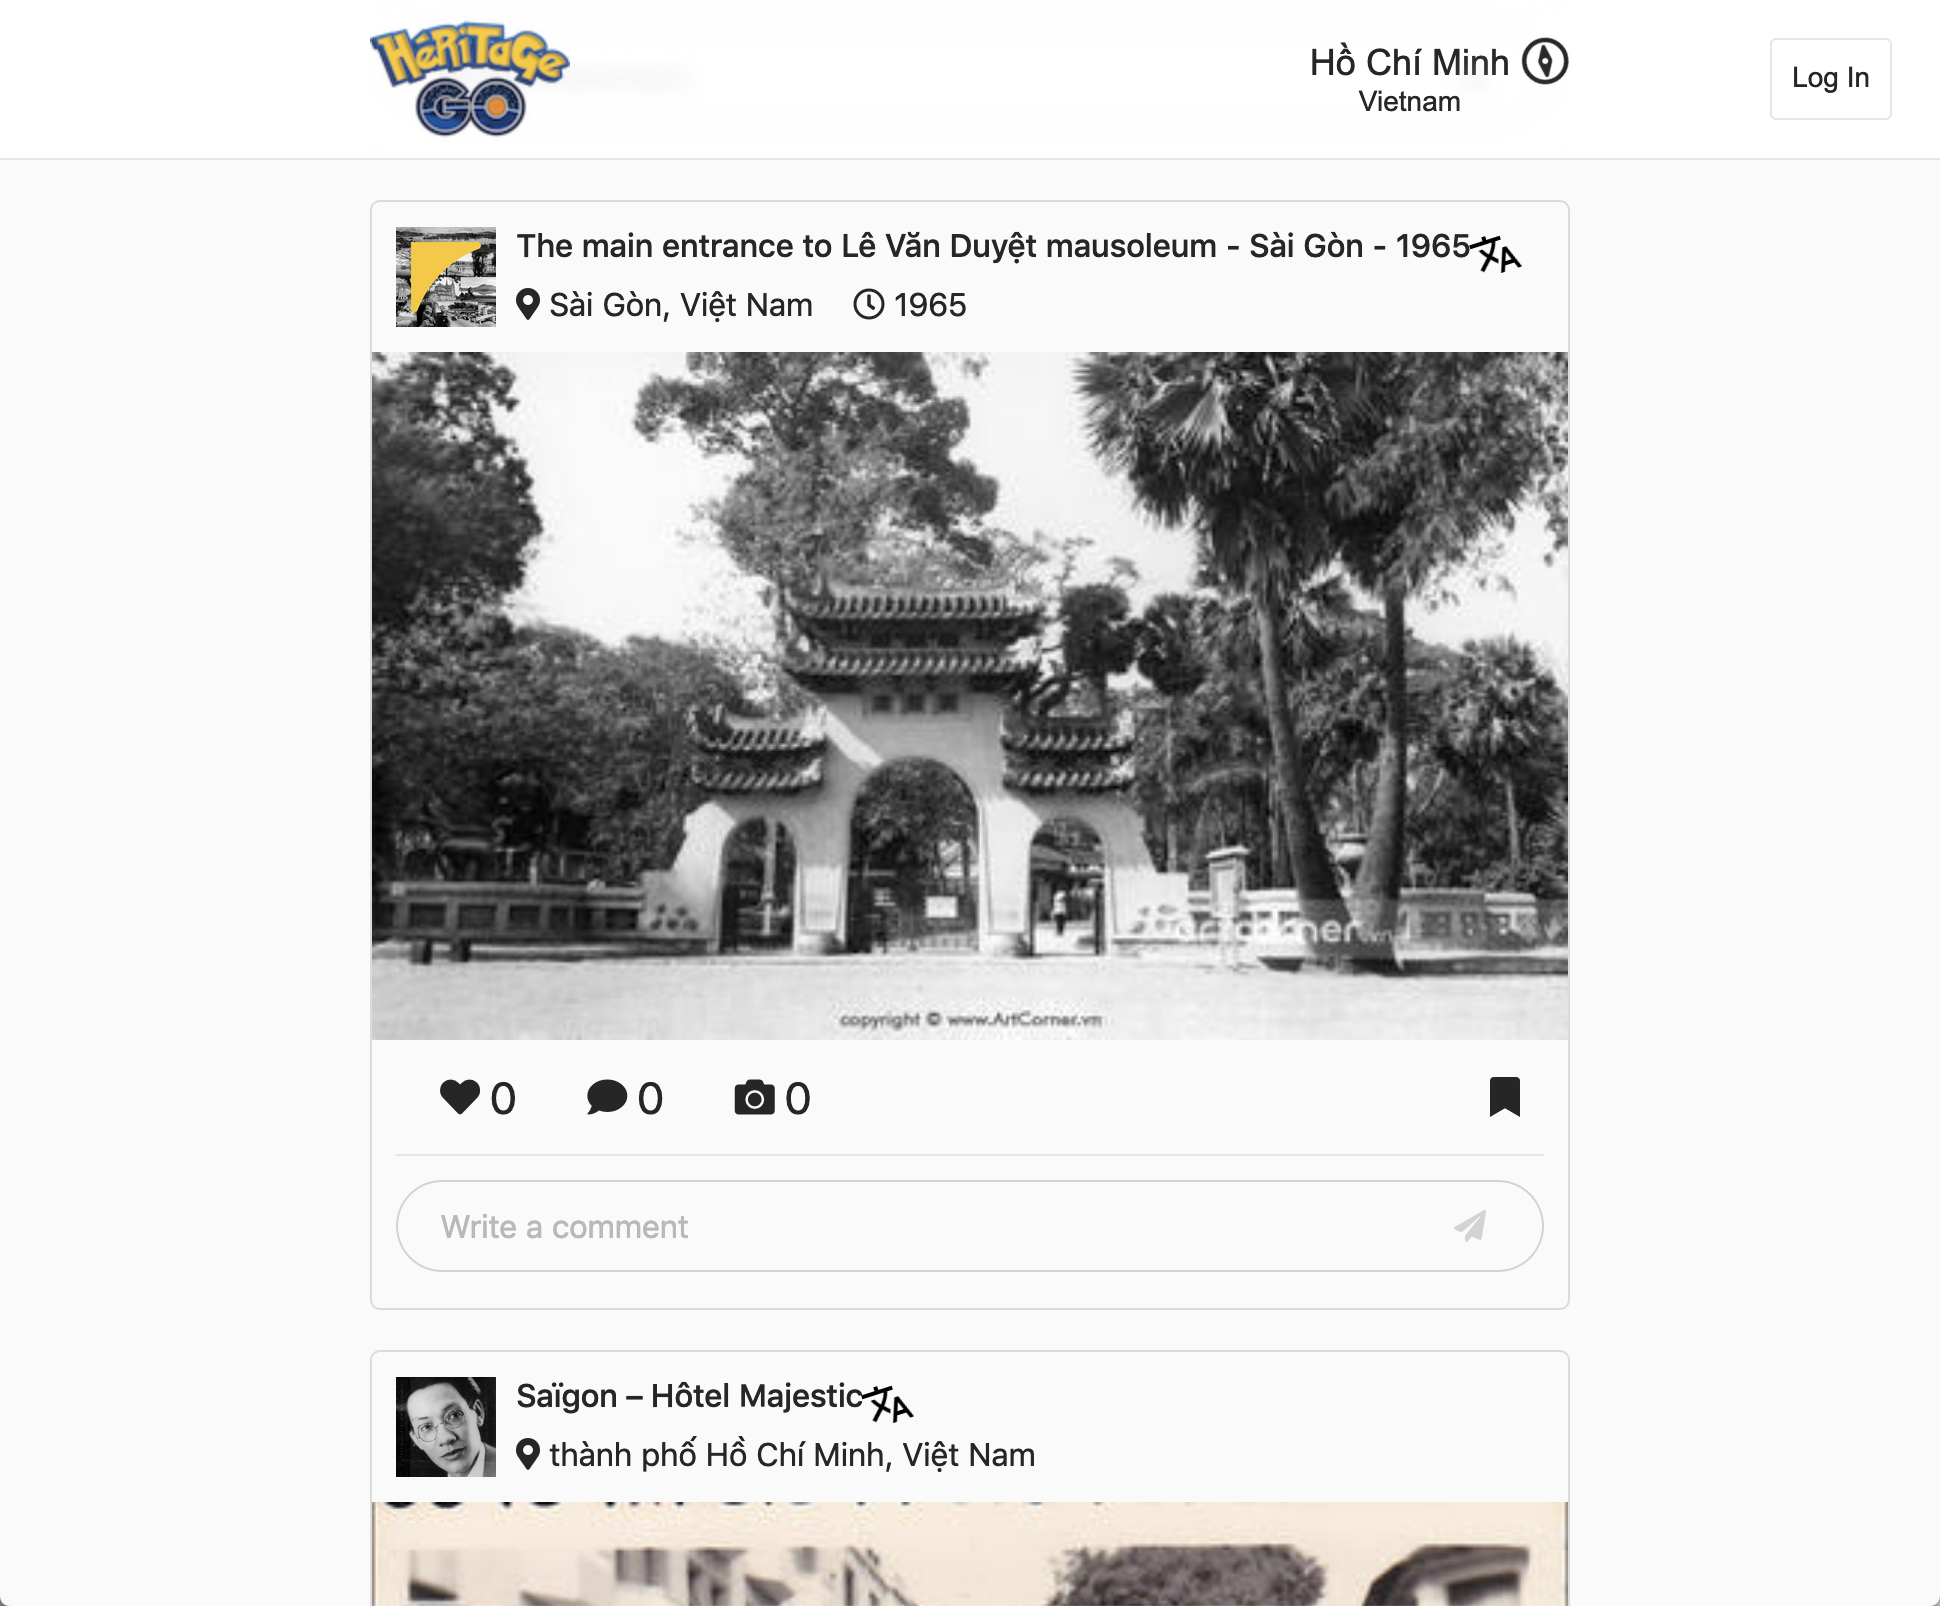 HéRiTaGe
GO
Hồ Chí Minh
Vietnam
Log In
The main entrance to Lê Văn Duyệt mausoleum - Sài Gòn - 1965
Sài Gòn, Việt Nam 1965
artcorner.vn
copyright © www.ArtCorner.vn
0 0 0
Write a comment
Saïgon – Hôtel Majestic
thành phố Hồ Chí Minh, Việt Nam